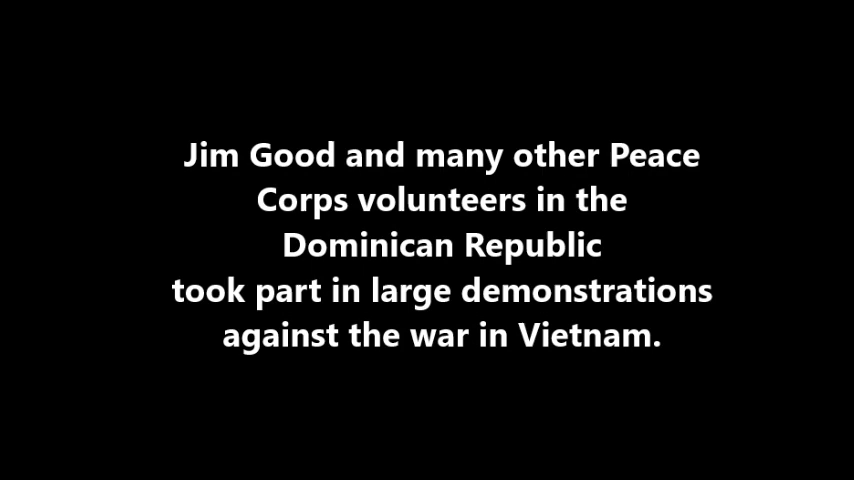 Jim Good and many other Peace
Corps volunteers in the
Dominican Republic
took part in large demonstrations
against the war in Vietnam.